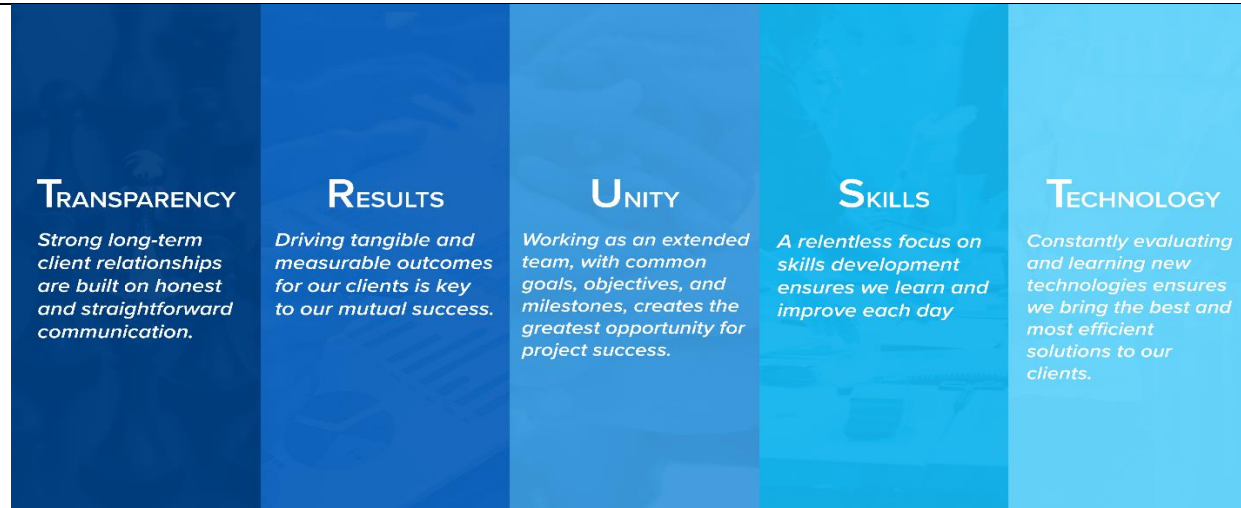 TRANSPARENCY
Strong long-term
client relationships
are built on honest
and straightforward
communication.
RESULTS
Driving tangible and
measurable outcomes
for our clients is key
to our mutual success.
UNITY
Working as an extended
team, with common
goals, objectives, and
milestones, creates the
greatest opportunity for
project success.
SKILLS
A relentless focus on
skills development
ensures we learn and
improve each day
TECHNOLOGY
Constantly evaluating
and learning new
technologies ensures
we bring the best and
most efficient
solutions to our
clients.